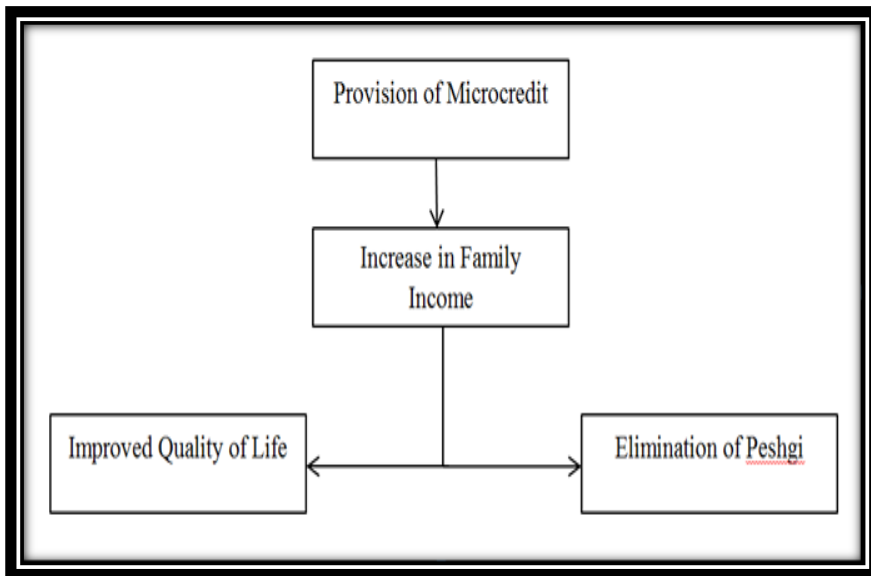 Provision of Microcredit
Increase in Family
Income
Improved Quality of Life
Elimination of Peshgi